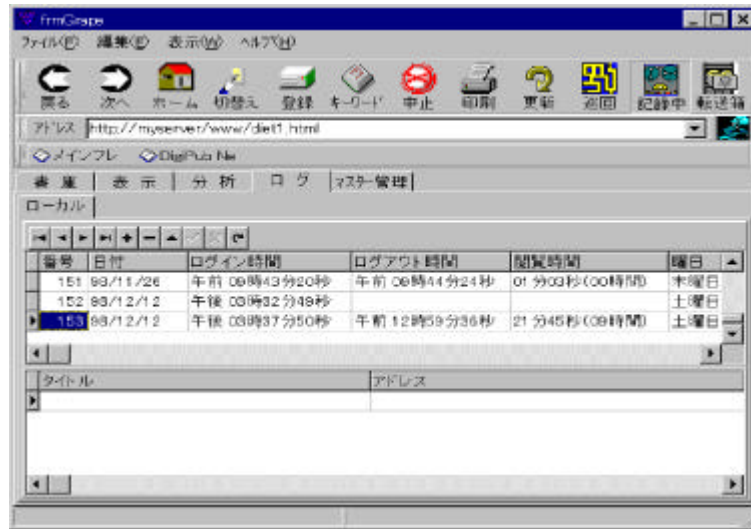 frmGrape
ファイル(F) 編集(E) 表示(W) ヘルプ(H)
戻る 次へ ホーム 切替え 登録 キーワード 中止 印刷 更新 巡回 記録中 転送箱
アドレス http://myserver/www/diet1.html
メインフレ DigiPub Ne
書庫 表示 分析 ログ マスター管理
ローカル
番号 日付 ログイン時間 ログアウト時間 閲覧時間 曜日
151 98/11/26 午前 09時43分20秒 午前 09時44分24秒 01分03秒(00時間) 木曜日
152 98/12/12 午後 03時32分49秒 土曜日
153 98/12/12 午後 03時37分50秒 午前 12時59分36秒 21分45秒(09時間) 土曜日
タイトル アドレス